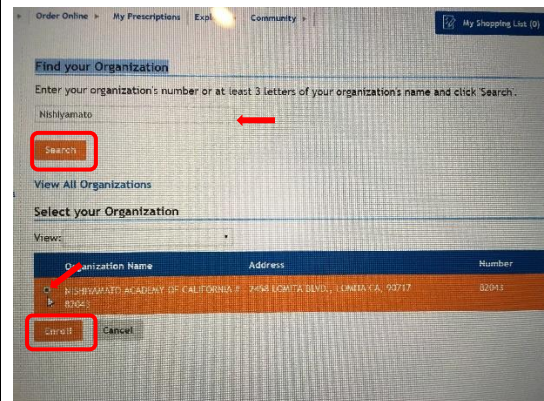 Order Online
My Prescriptions
Community
My Shopping List (0)
Find your Organization
Enter your organization's number or at least 3 letters of your organization's name and click 'Search'.
Nishiyamato
Search
View All Organizations
Select your Organization
View:
Organization Name Address Number
NISHIYAMATO ACADEMY OF CALIFORNIA # 2458 LOMITA BLVD., LOMITA CA, 90717 82043
82043
Enroll Cancel